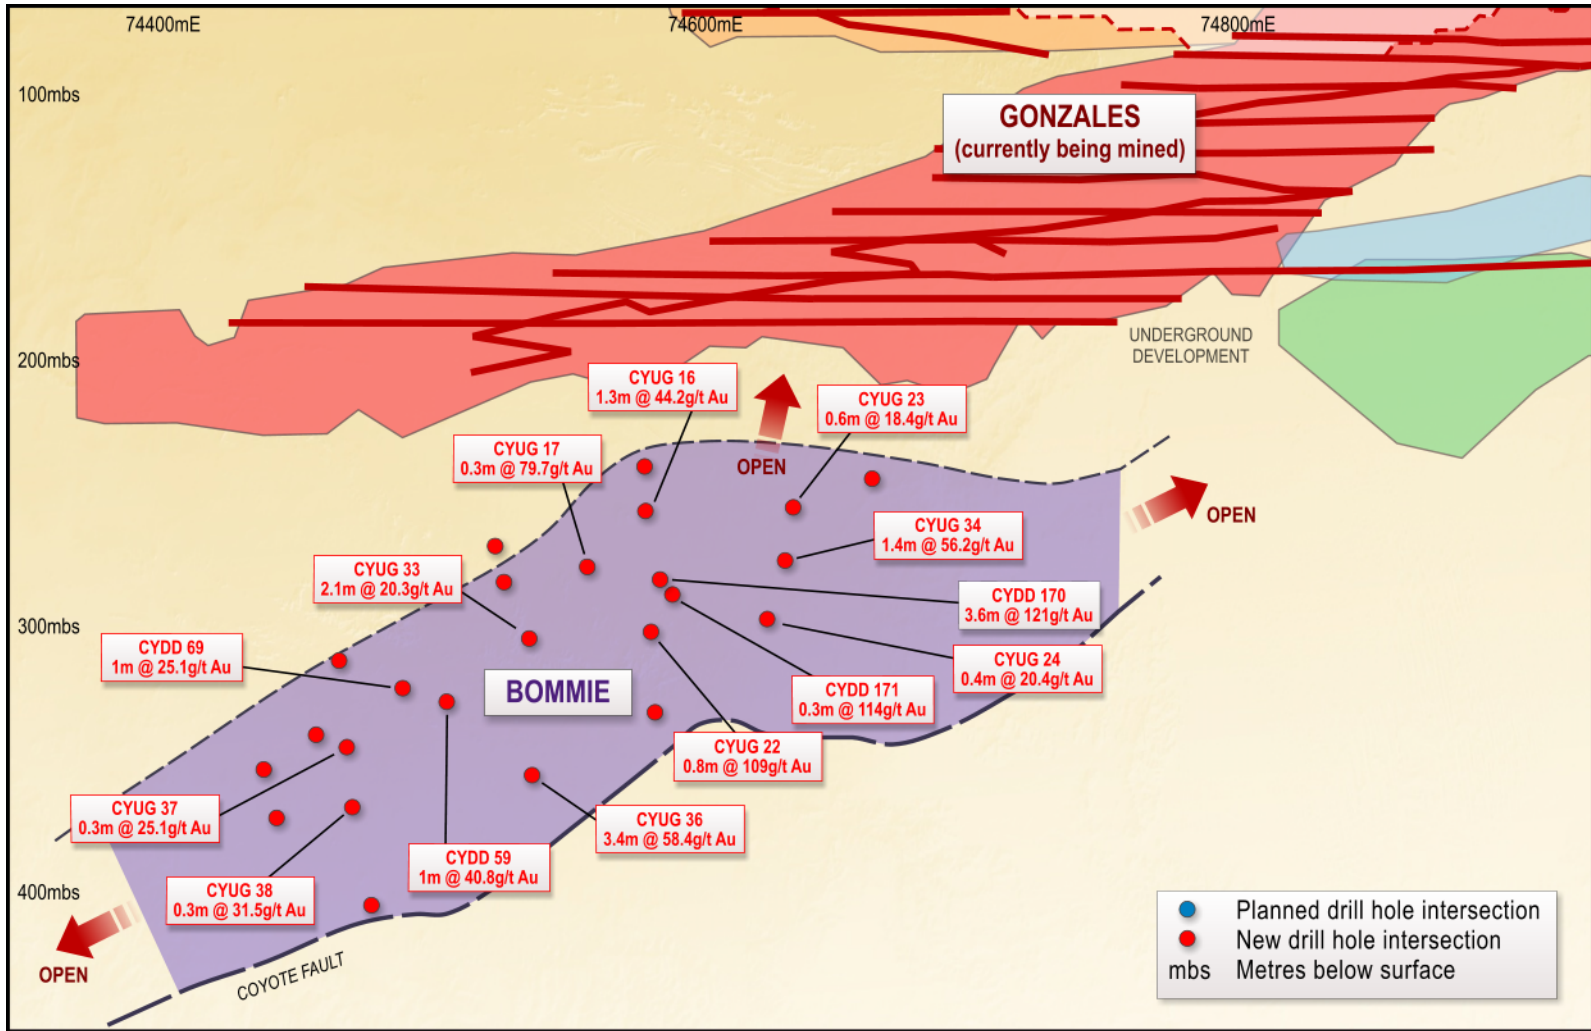 74400mE
74600mE
74800mE
100mbs
GONZALES
(currently being mined)
UNDERGROUND
DEVELOPMENT
200mbs
CYUG 16
1.3m @ 44.2g/t Au
CYUG 23
0.6m @ 18.4g/t Au
CYUG 17
0.3m @ 79.7g/t Au
OPEN
OPEN
CYUG 34
1.4m @ 56.2g/t Au
CYUG 33
2.1m @ 20.3g/t Au
CYDD 170
3.6m @ 121g/t Au
300mbs
CYDD 69
1m @ 25.1g/t Au
CYUG 24
0.4m @ 20.4g/t Au
BOMMIE
CYDD 171
0.3m @ 114g/t Au
CYUG 22
0.8m @ 109g/t Au
CYUG 37
0.3m @ 25.1g/t Au
CYUG 36
3.4m @ 58.4g/t Au
CYDD 59
1m @ 40.8g/t Au
400mbs
CYUG 38
0.3m @ 31.5g/t Au
OPEN
COYOTE FAULT
Planned drill hole intersection
New drill hole intersection
mbs Metres below surface